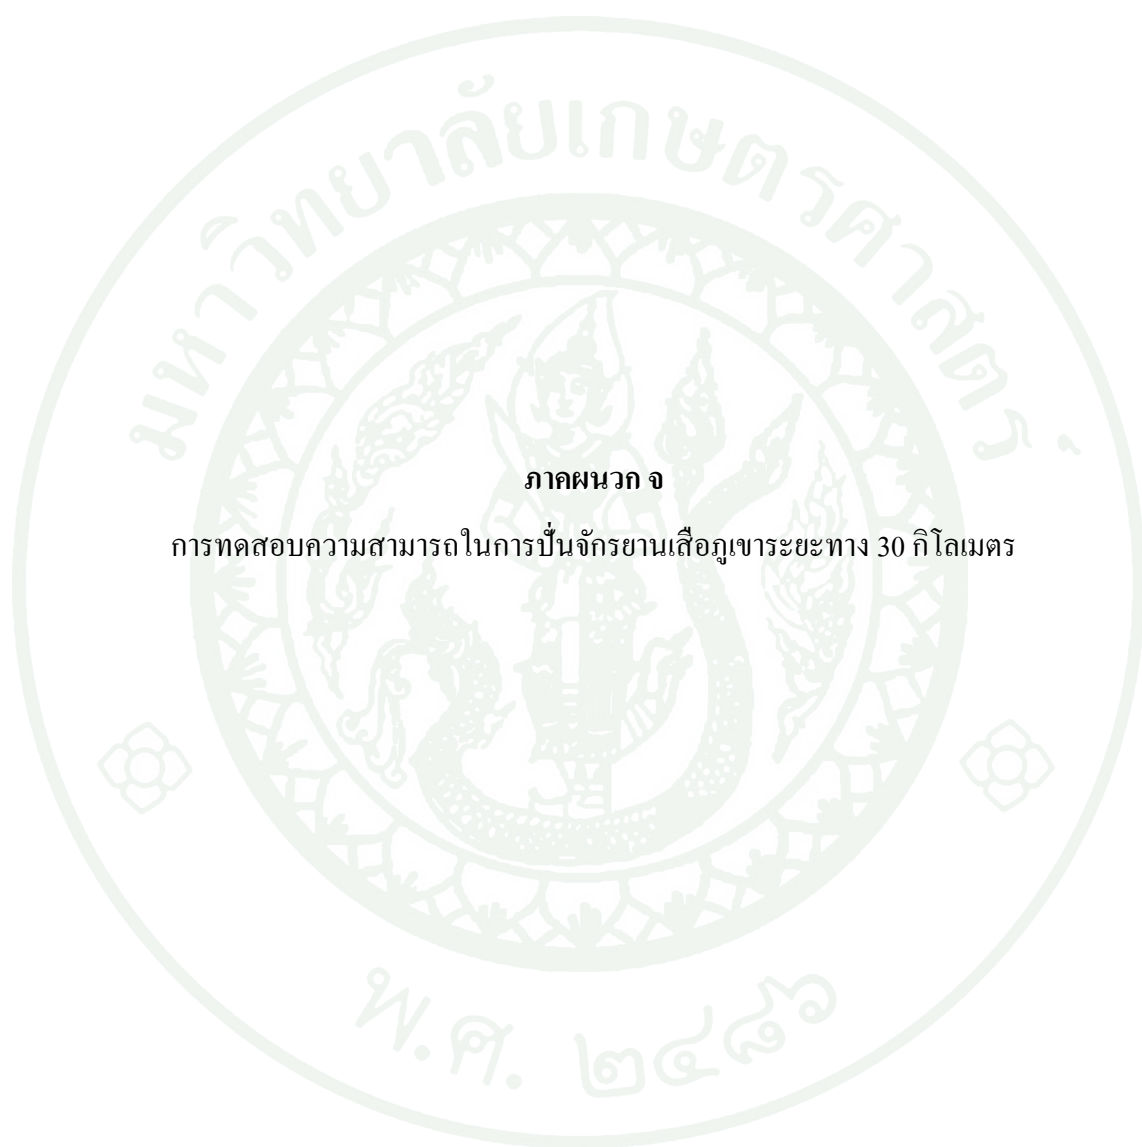 มหาวิทยาลัยเกษตรศาสตร์
ภาคผนวก จ
การทดสอบความสามารถในการปั่นจักรยานเสือภูเขาระยะทาง 30 กิโลเมตร
พ.ศ. ๒๔๘๖